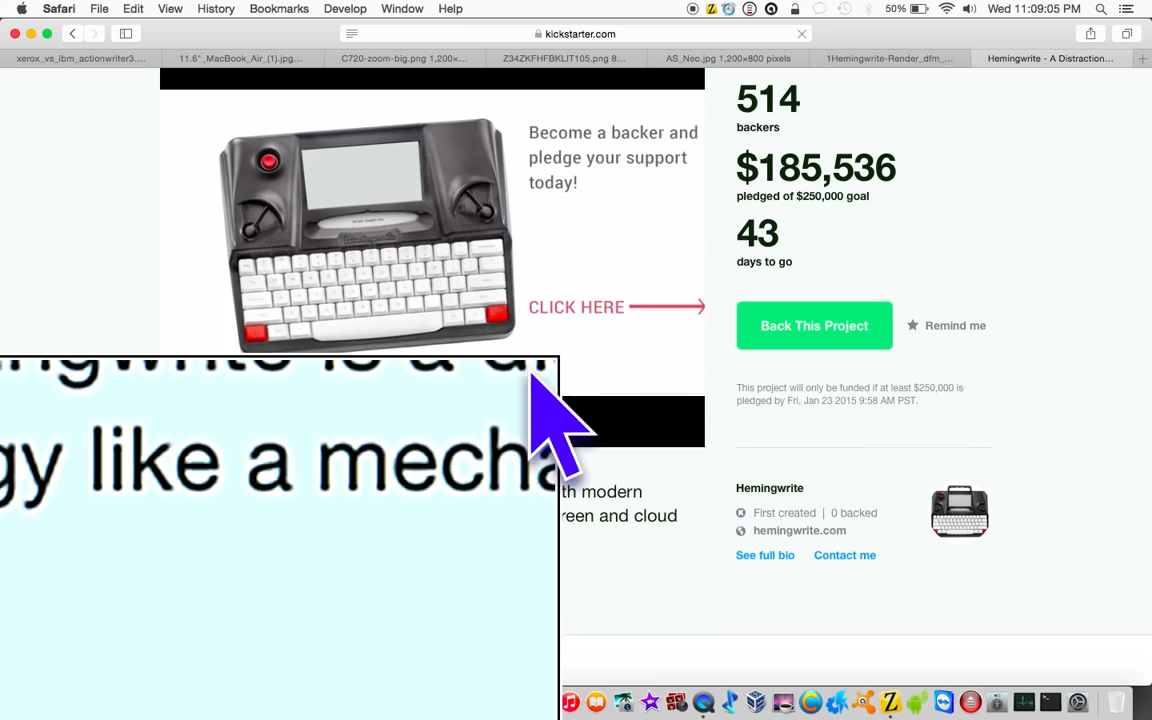 Safari File Edit View History Bookmarks Develop Window Help 50% Wed 11:09:05 PM
kickstarter.com
xerox_vs_ibm_actionwriter3.... 11.6"_MacBook_Air_(1).jpg... C720-zoom-big.png 1,200×... Z34ZKFHFBKLIT105.png 8... AS_Neo.jpg 1,200×800 pixels 1Hemingwrite-Render_dfm_... Hemingwrite - A Distraction...
Become a backer and
pledge your support
today!
CLICK HERE
514
backers
$185,536
pledged of $250,000 goal
43
days to go
Back This Project Remind me
This project will only be funded if at least $250,000 is
pledged by Fri, Jan 23 2015 9:58 AM PST.
ngwrite is a di
gy like a mecha
th modern
reen and cloud
Hemingwrite
First created | 0 backed
hemingwrite.com
See full bio Contact me